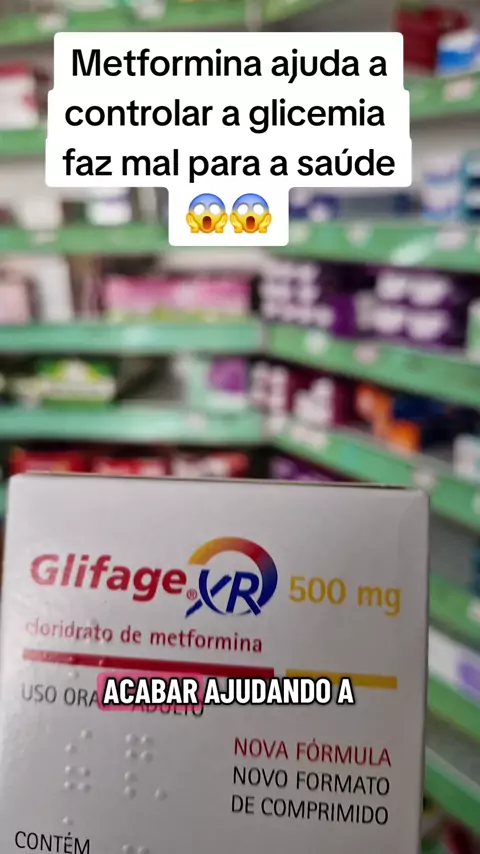 Metformina ajuda a
controlar a glicemia
faz mal para a saúde
😱😱
Glifage® XR 500 mg
cloridrato de metformina
ACABAR AJUDANDO A
USO ORAL ADULTO
NOVA FÓRMULA
NOVO FORMATO
DE COMPRIMIDO
CONTÉM